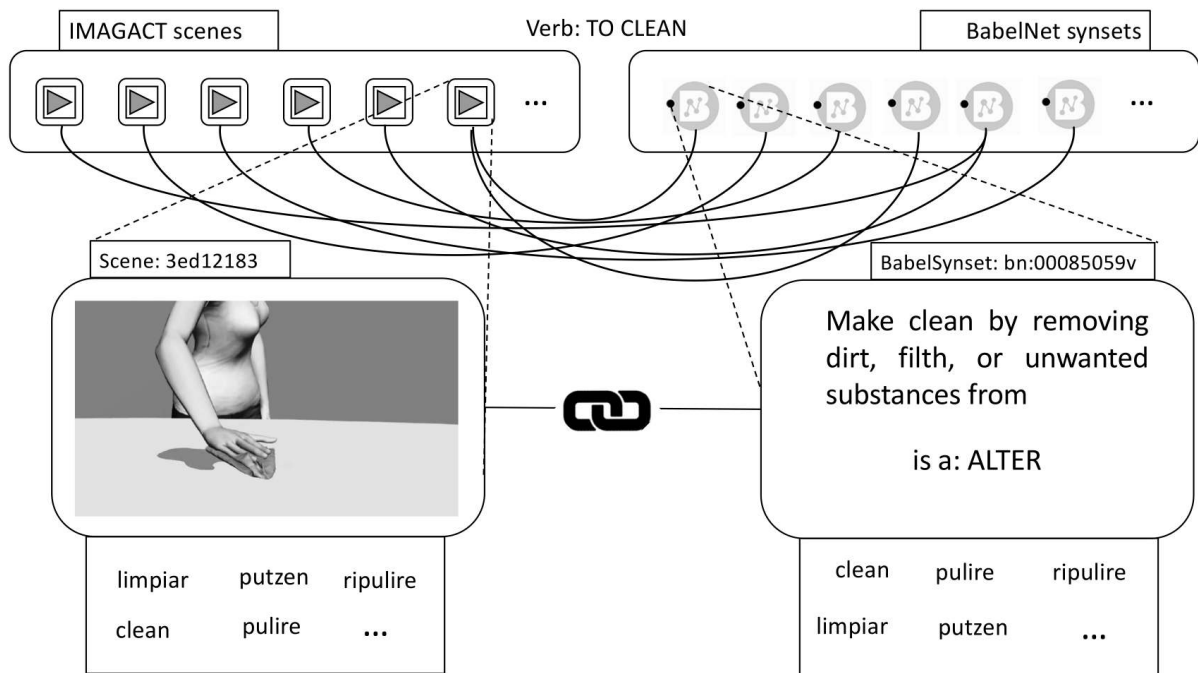 IMAGACT scenes
Verb: TO CLEAN
BabelNet synsets
...
...
Scene: 3ed12183
BabelSynset: bn:00085059v
Make clean by removing
dirt, filth, or unwanted
substances from
is a: ALTER
limpiar putzen ripulire
clean pulire ...
clean pulire ripulire
limpiar putzen ...